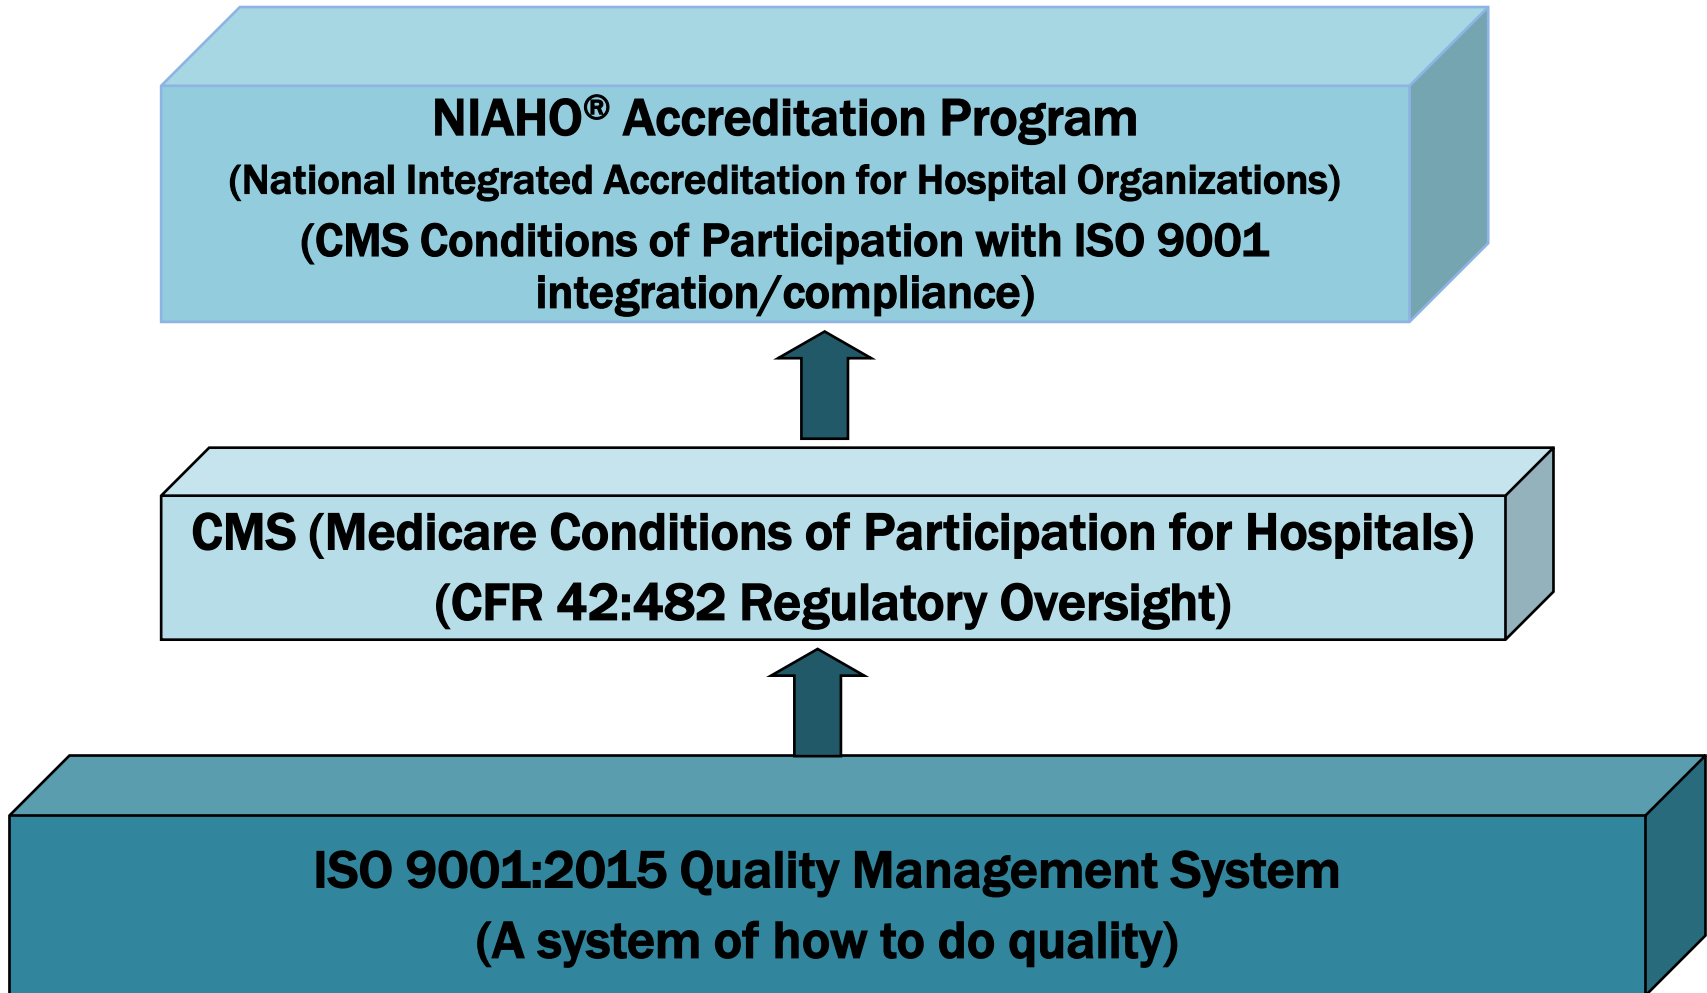 NIAHO® Accreditation Program
(National Integrated Accreditation for Hospital Organizations)
(CMS Conditions of Participation with ISO 9001
integration/compliance)
CMS (Medicare Conditions of Participation for Hospitals)
(CFR 42:482 Regulatory Oversight)
ISO 9001:2015 Quality Management System
(A system of how to do quality)